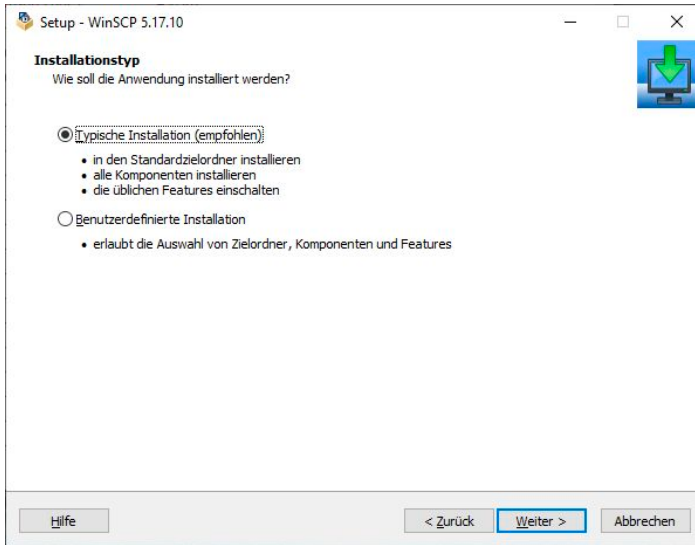 Setup - WinSCP 5.17.10
Installationstyp
Wie soll die Anwendung installiert werden?
Typische Installation (empfohlen)
• in den Standardzielordner installieren
• alle Komponenten installieren
• die üblichen Features einschalten
Benutzerdefinierte Installation
• erlaubt die Auswahl von Zielordner, Komponenten und Features
Hilfe < Zurück Weiter > Abbrechen